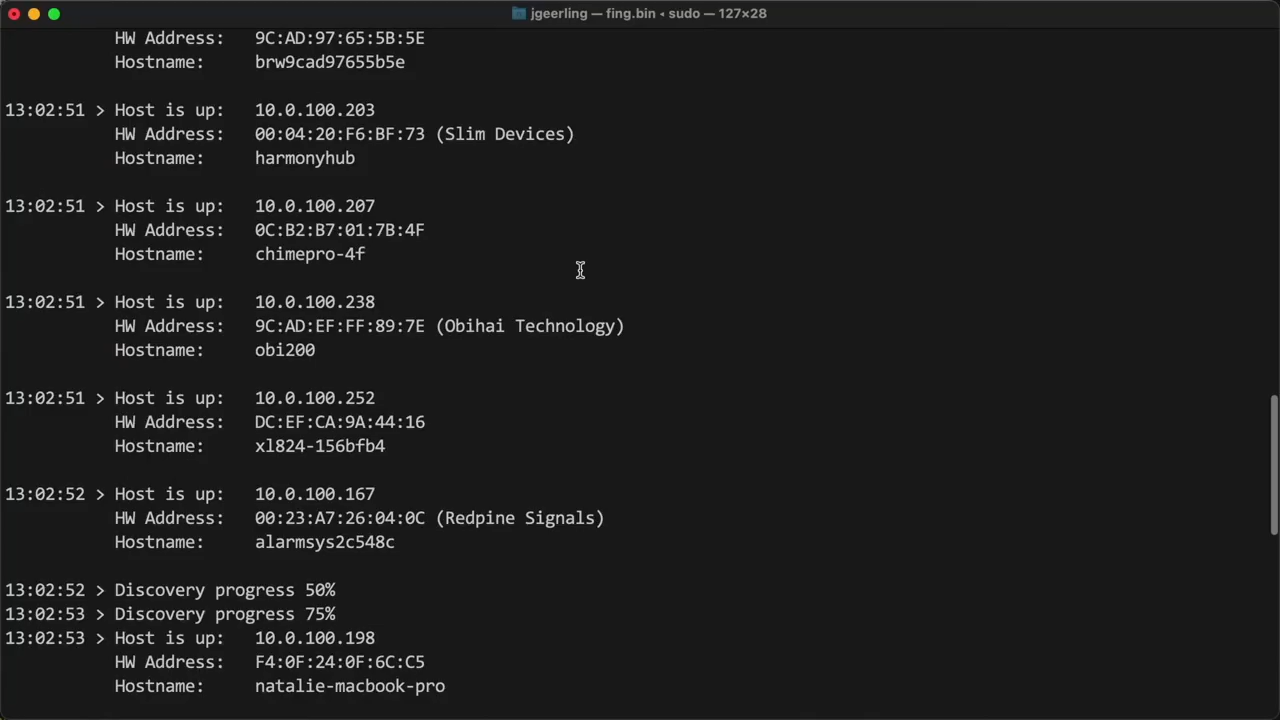 jgeerling — fing.bin ◂ sudo — 127×28
HW Address: 9C:AD:97:65:5B:5E
Hostname: brw9cad97655b5e
13:02:51 > Host is up: 10.0.100.203
HW Address: 00:04:20:F6:BF:73 (Slim Devices)
Hostname: harmonyhub
13:02:51 > Host is up: 10.0.100.207
HW Address: 0C:B2:B7:01:7B:4F
Hostname: chimepro-4f
13:02:51 > Host is up: 10.0.100.238
HW Address: 9C:AD:EF:FF:89:7E (Obihai Technology)
Hostname: obi200
13:02:51 > Host is up: 10.0.100.252
HW Address: DC:EF:CA:9A:44:16
Hostname: xl824-156bfb4
13:02:52 > Host is up: 10.0.100.167
HW Address: 00:23:A7:26:04:0C (Redpine Signals)
Hostname: alarmsys2c548c
13:02:52 > Discovery progress 50%
13:02:53 > Discovery progress 75%
13:02:53 > Host is up: 10.0.100.198
HW Address: F4:0F:24:0F:6C:C5
Hostname: natalie-macbook-pro